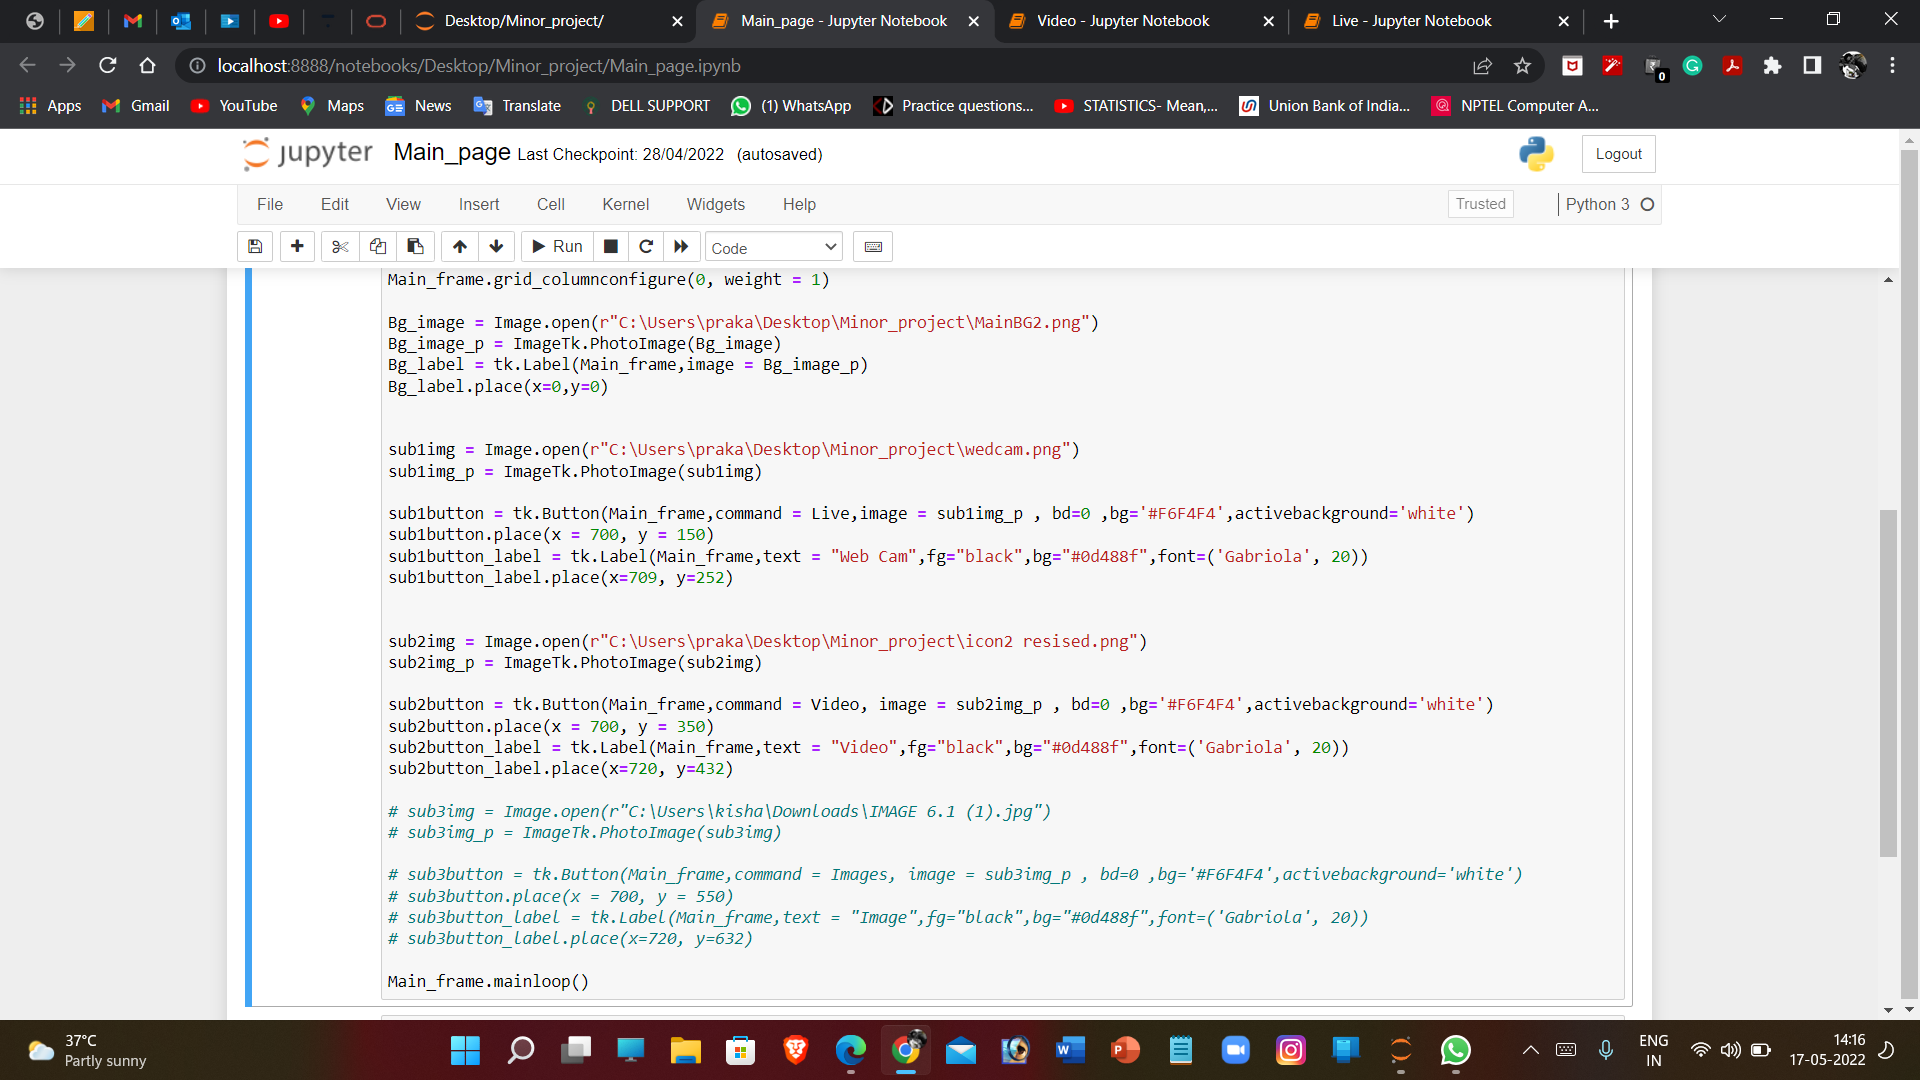 Desktop/Minor_project/
Main_page - Jupyter Notebook
Video - Jupyter Notebook
Live - Jupyter Notebook
localhost:8888/notebooks/Desktop/Minor_project/Main_page.ipynb
0
Apps
Gmail
YouTube
Maps
News
Translate
DELL SUPPORT
(1) WhatsApp
Practice questions...
STATISTICS- Mean,...
Union Bank of India...
NPTEL Computer A...
jupyter
Main_page Last Checkpoint: 28/04/2022 (autosaved)
Logout
File Edit View Insert Cell Kernel Widgets Help
Trusted
Python 3
Run
Code
Main_frame.grid_columnconfigure(0, weight = 1)
Bg_image = Image.open(r"C:\Users\praka\Desktop\Minor_project\MainBG2.png")
Bg_image_p = ImageTk.PhotoImage(Bg_image)
Bg_label = tk.Label(Main_frame,image = Bg_image_p)
Bg_label.place(x=0,y=0)
sub1img = Image.open(r"C:\Users\praka\Desktop\Minor_project\wedcam.png")
sub1img_p = ImageTk.PhotoImage(sub1img)
sub1button = tk.Button(Main_frame,command = Live,image = sub1img_p , bd=0 ,bg='#F6F4F4',activebackground='white')
sub1button.place(x = 700, y = 150)
sub1button_label = tk.Label(Main_frame,text = "Web Cam",fg="black",bg="#0d488f",font=('Gabriola', 20))
sub1button_label.place(x=709, y=252)
sub2img = Image.open(r"C:\Users\praka\Desktop\Minor_project\icon2 resised.png")
sub2img_p = ImageTk.PhotoImage(sub2img)
sub2button = tk.Button(Main_frame,command = Video, image = sub2img_p , bd=0 ,bg='#F6F4F4',activebackground='white')
sub2button.place(x = 700, y = 350)
sub2button_label = tk.Label(Main_frame,text = "Video",fg="black",bg="#0d488f",font=('Gabriola', 20))
sub2button_label.place(x=720, y=432)
# sub3img = Image.open(r"C:\Users\kisha\Downloads\IMAGE 6.1 (1).jpg")
# sub3img_p = ImageTk.PhotoImage(sub3img)
# sub3button = tk.Button(Main_frame,command = Images, image = sub3img_p , bd=0 ,bg='#F6F4F4',activebackground='white')
# sub3button.place(x = 700, y = 550)
# sub3button_label = tk.Label(Main_frame,text = "Image",fg="black",bg="#0d488f",font=('Gabriola', 20))
# sub3button_label.place(x=720, y=632)
Main_frame.mainloop()
37°C
Partly sunny
ENG
IN
14:16
17-05-2022